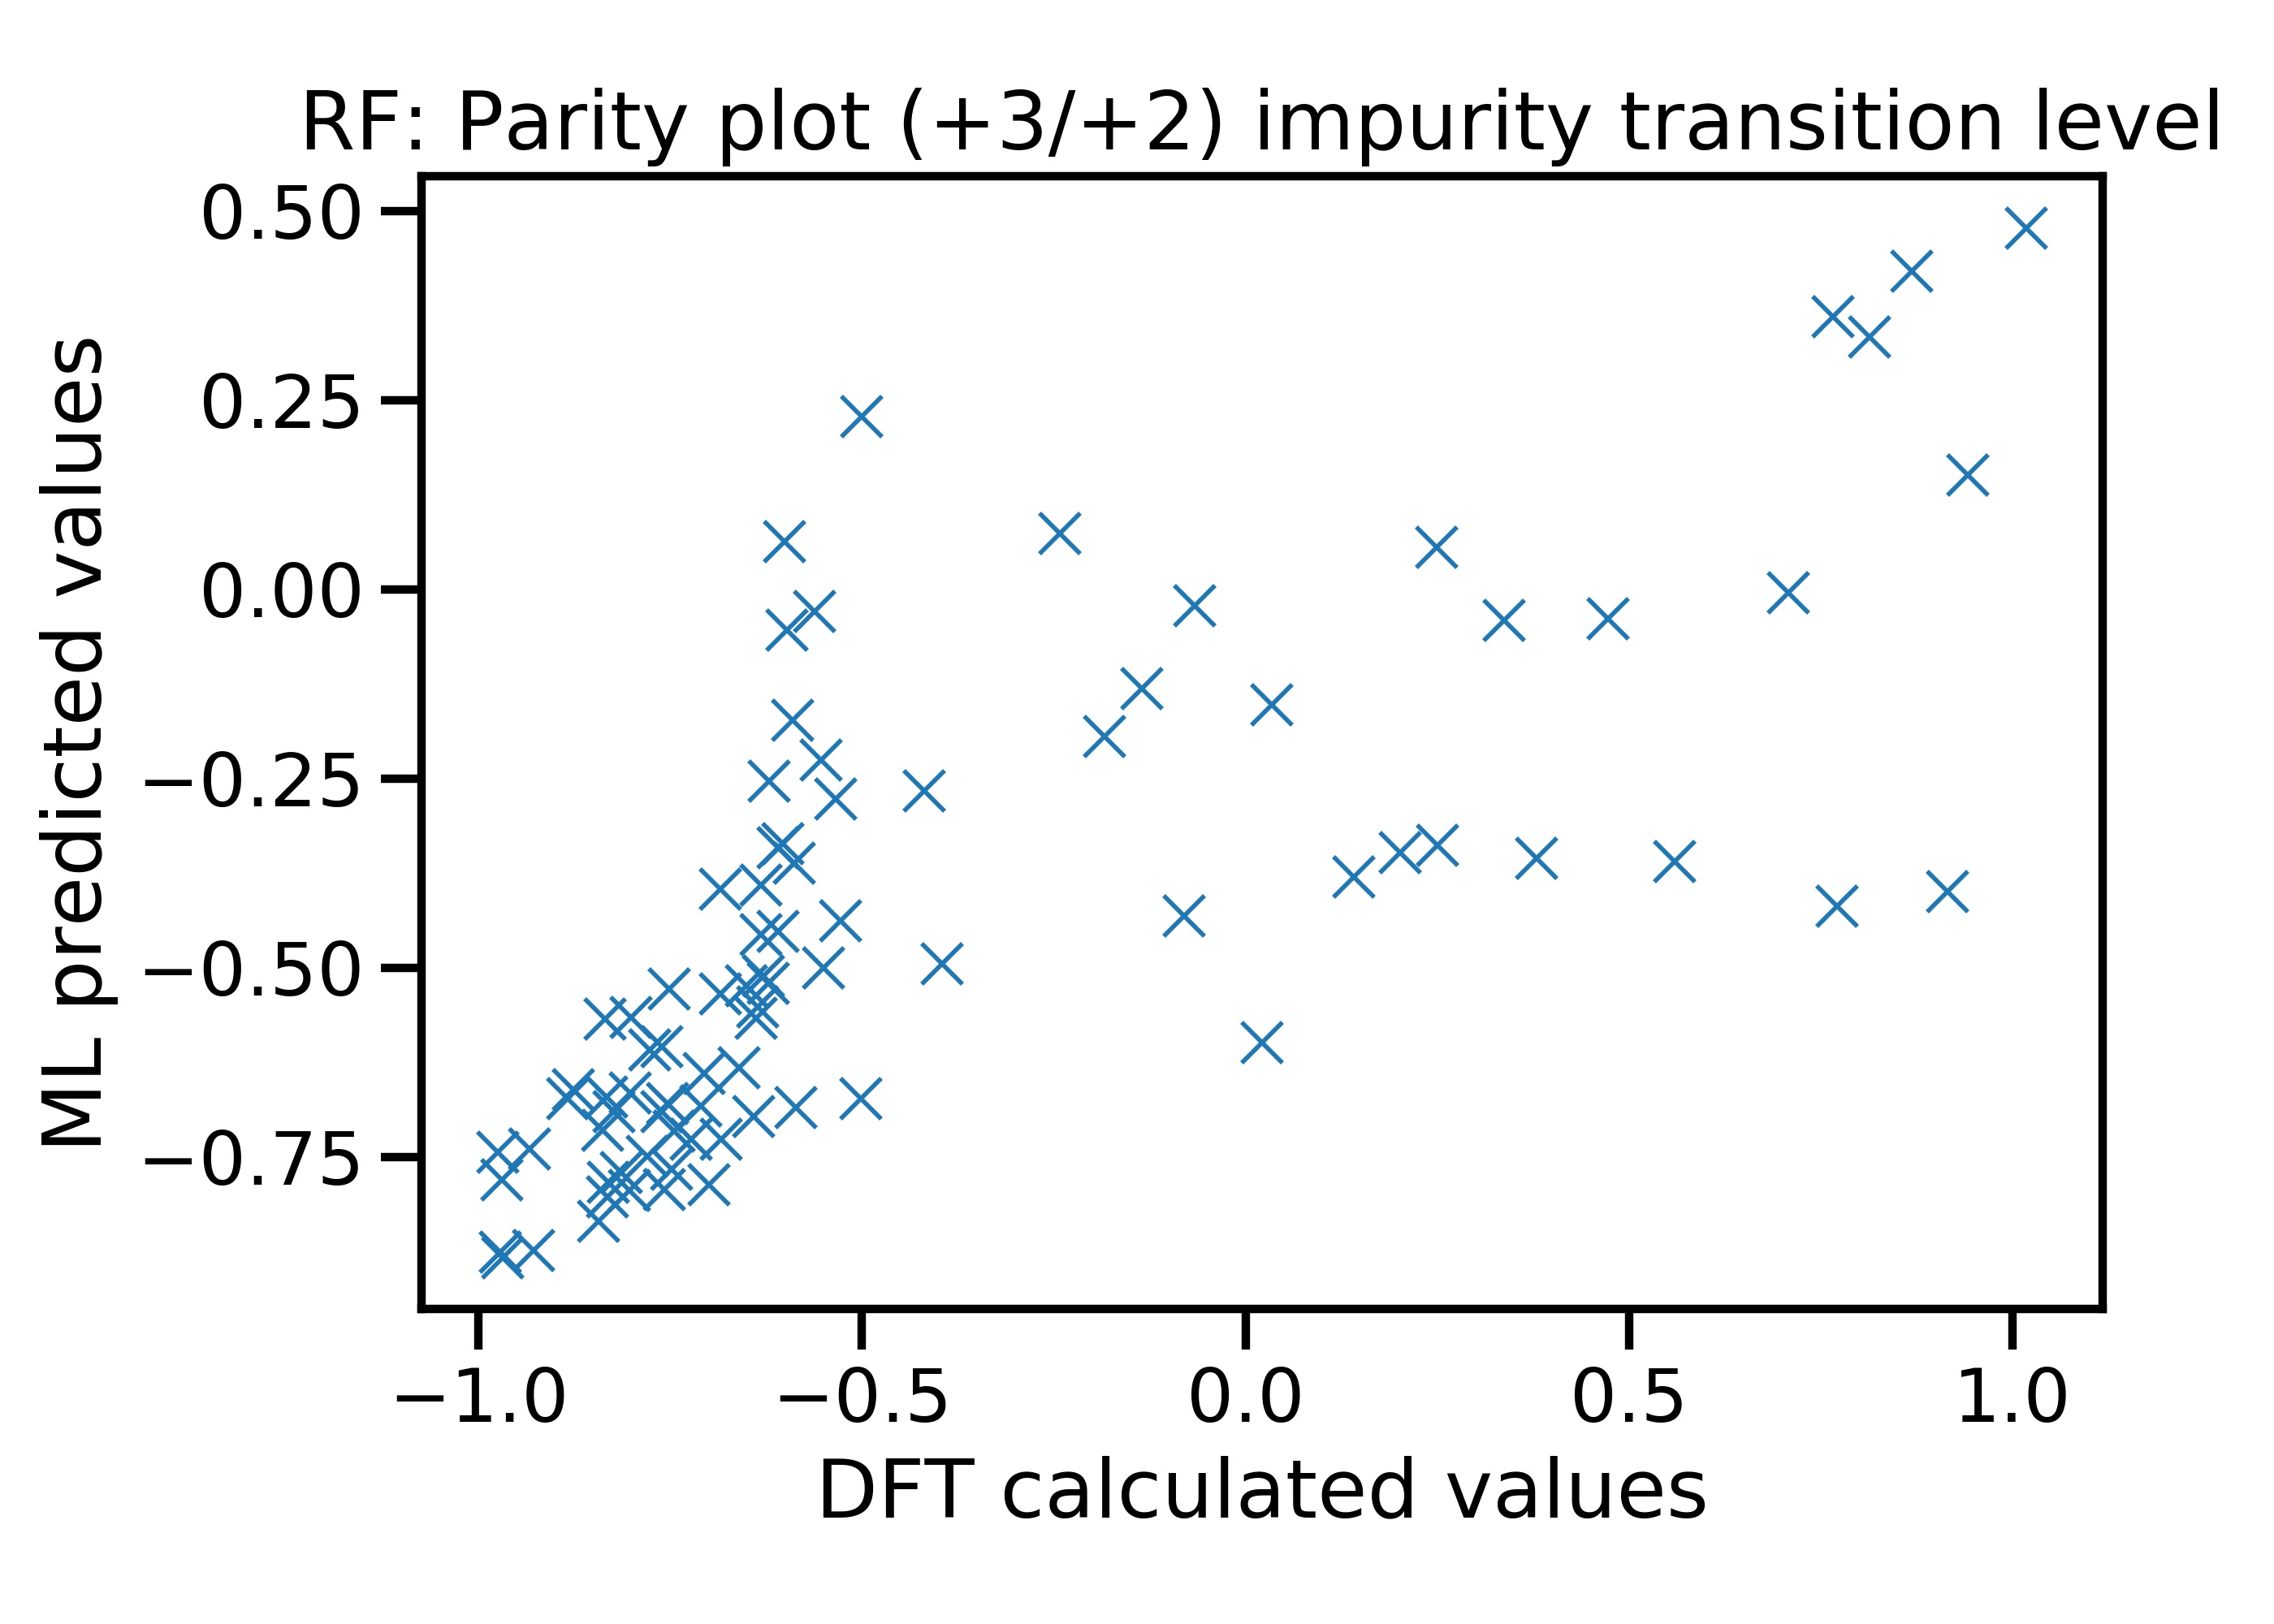 RF: Parity plot (+3/+2) impurity transition level
0.50
0.25
0.00
−0.25
−0.50
−0.75
ML predicted values
−1.0 −0.5 0.0 0.5 1.0
DFT calculated values